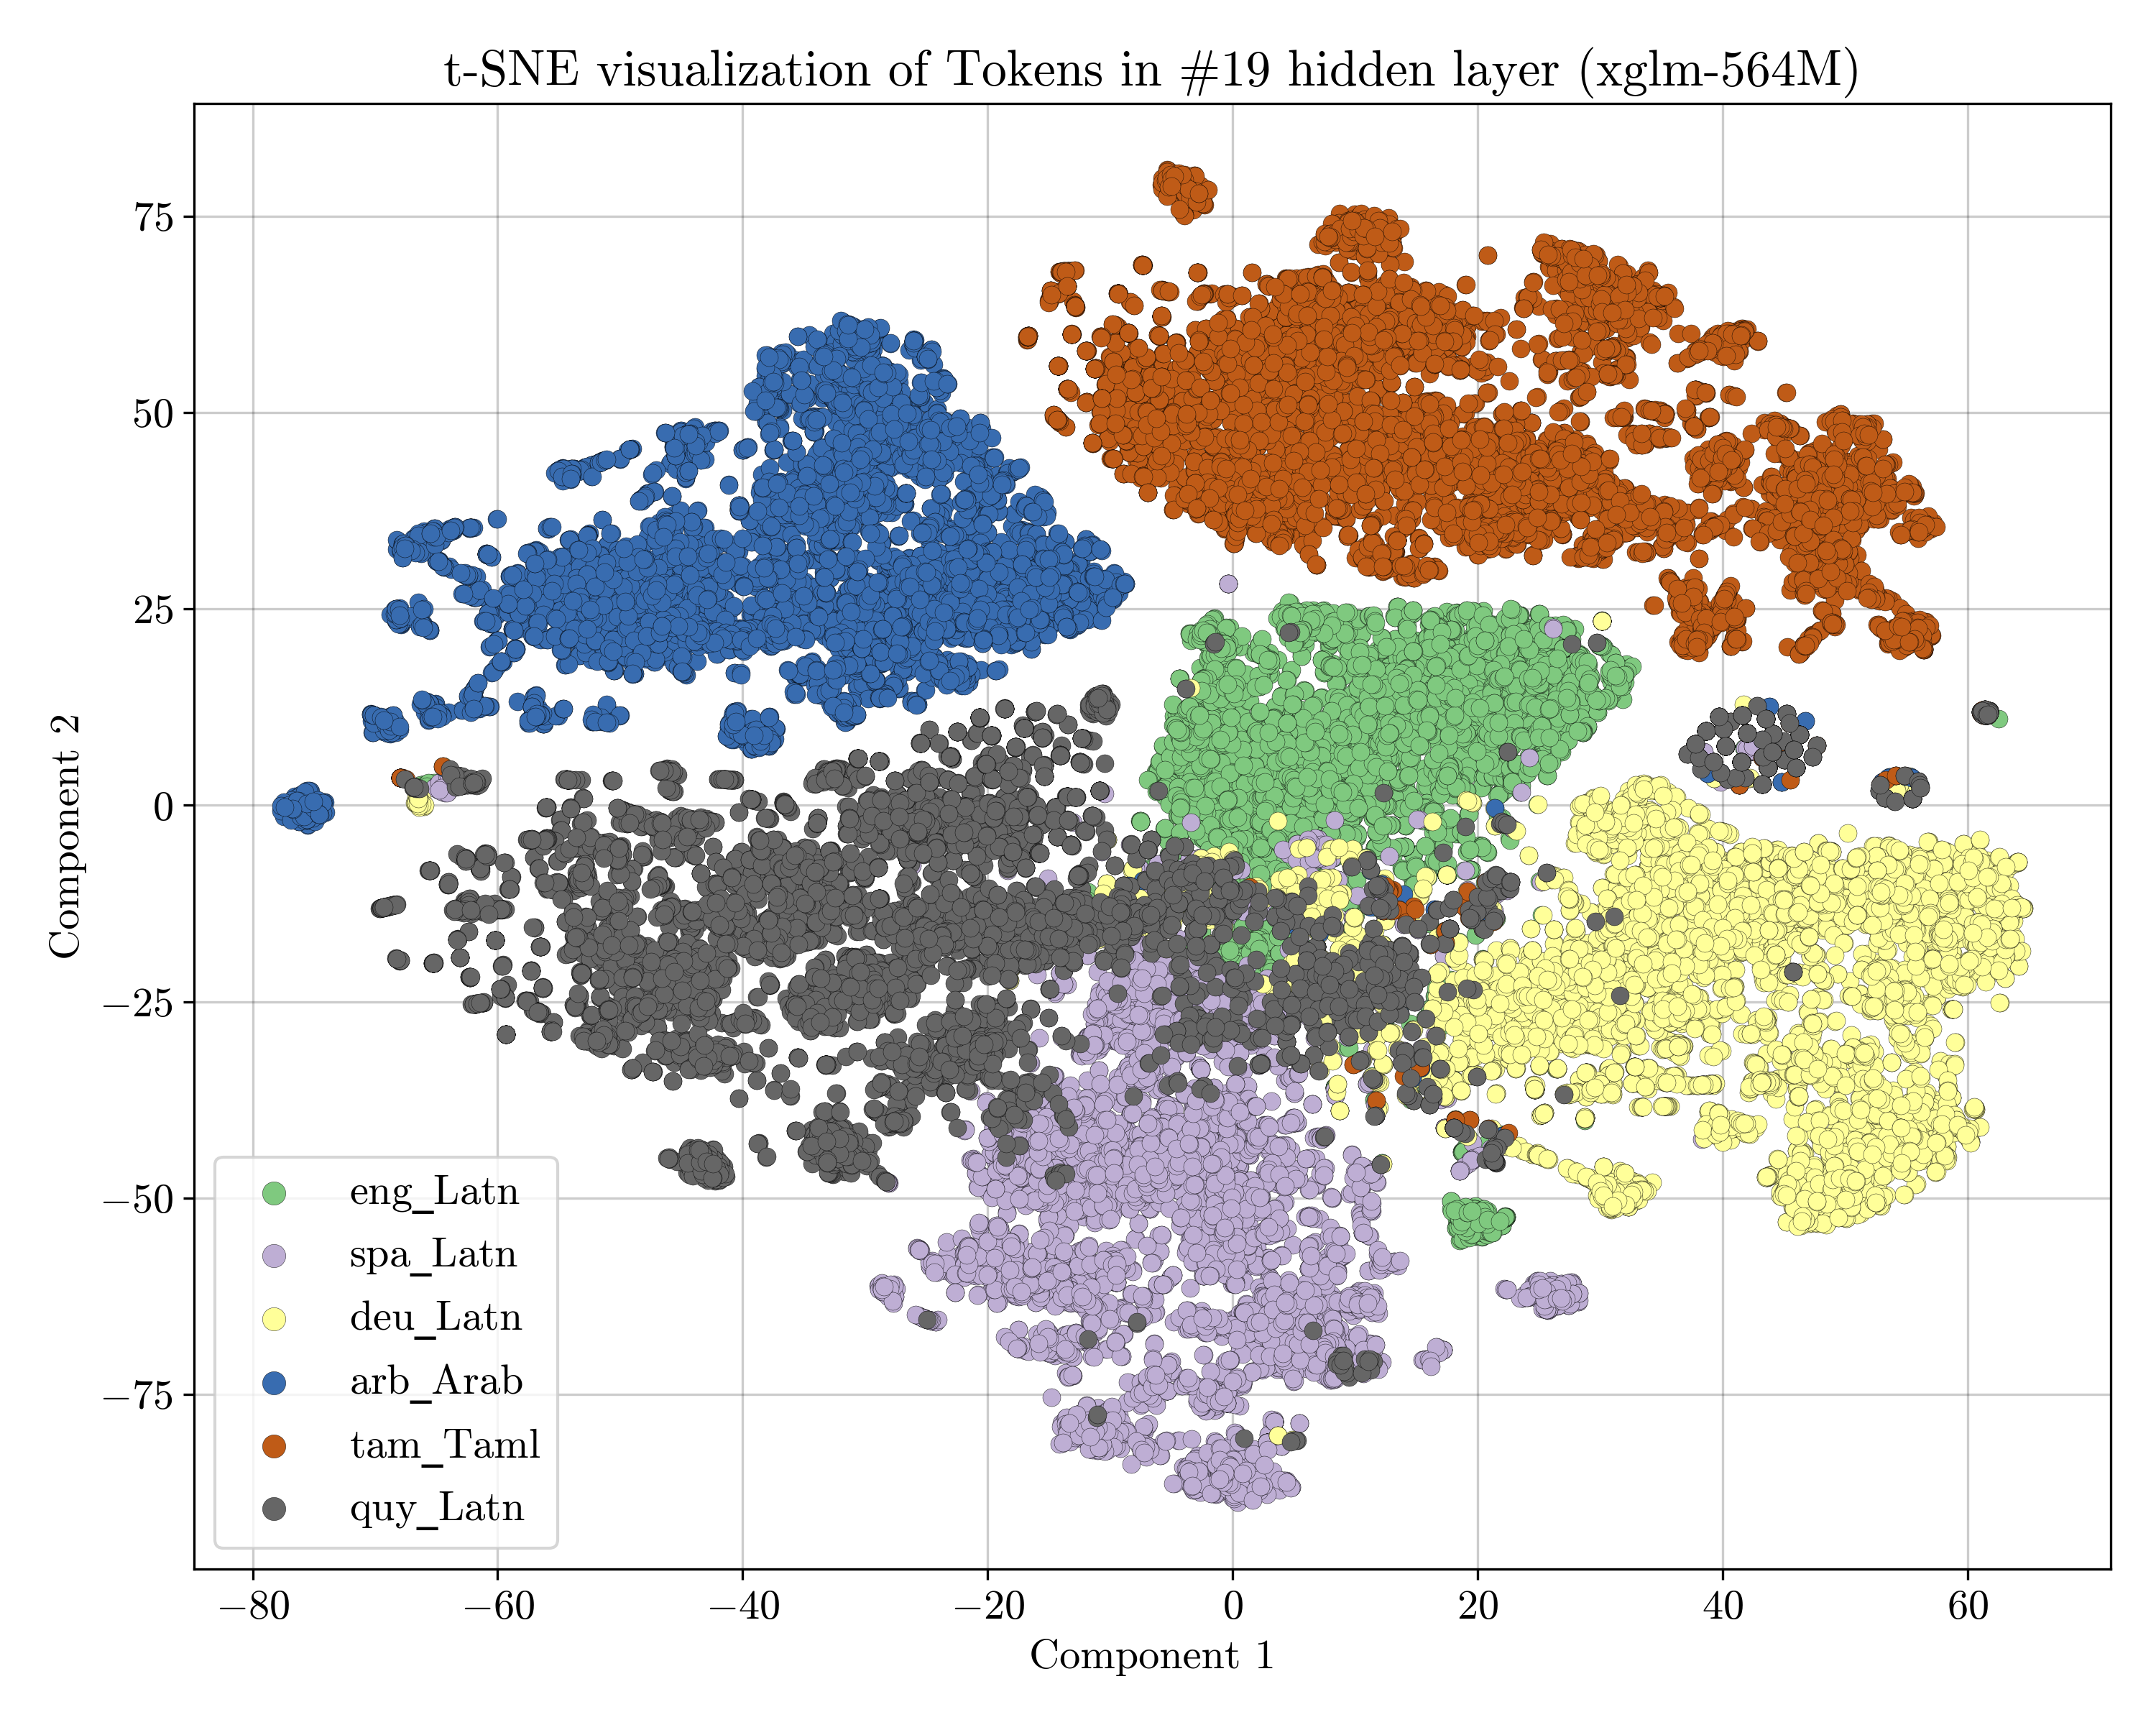 t-SNE visualization of Tokens in #19 hidden layer (xglm-564M)
75
50
25
0
−25
−50
−75
Component 2
eng_Latn
spa_Latn
deu_Latn
arb_Arab
tam_Taml
quy_Latn
−80 −60 −40 −20 0 20 40 60
Component 1